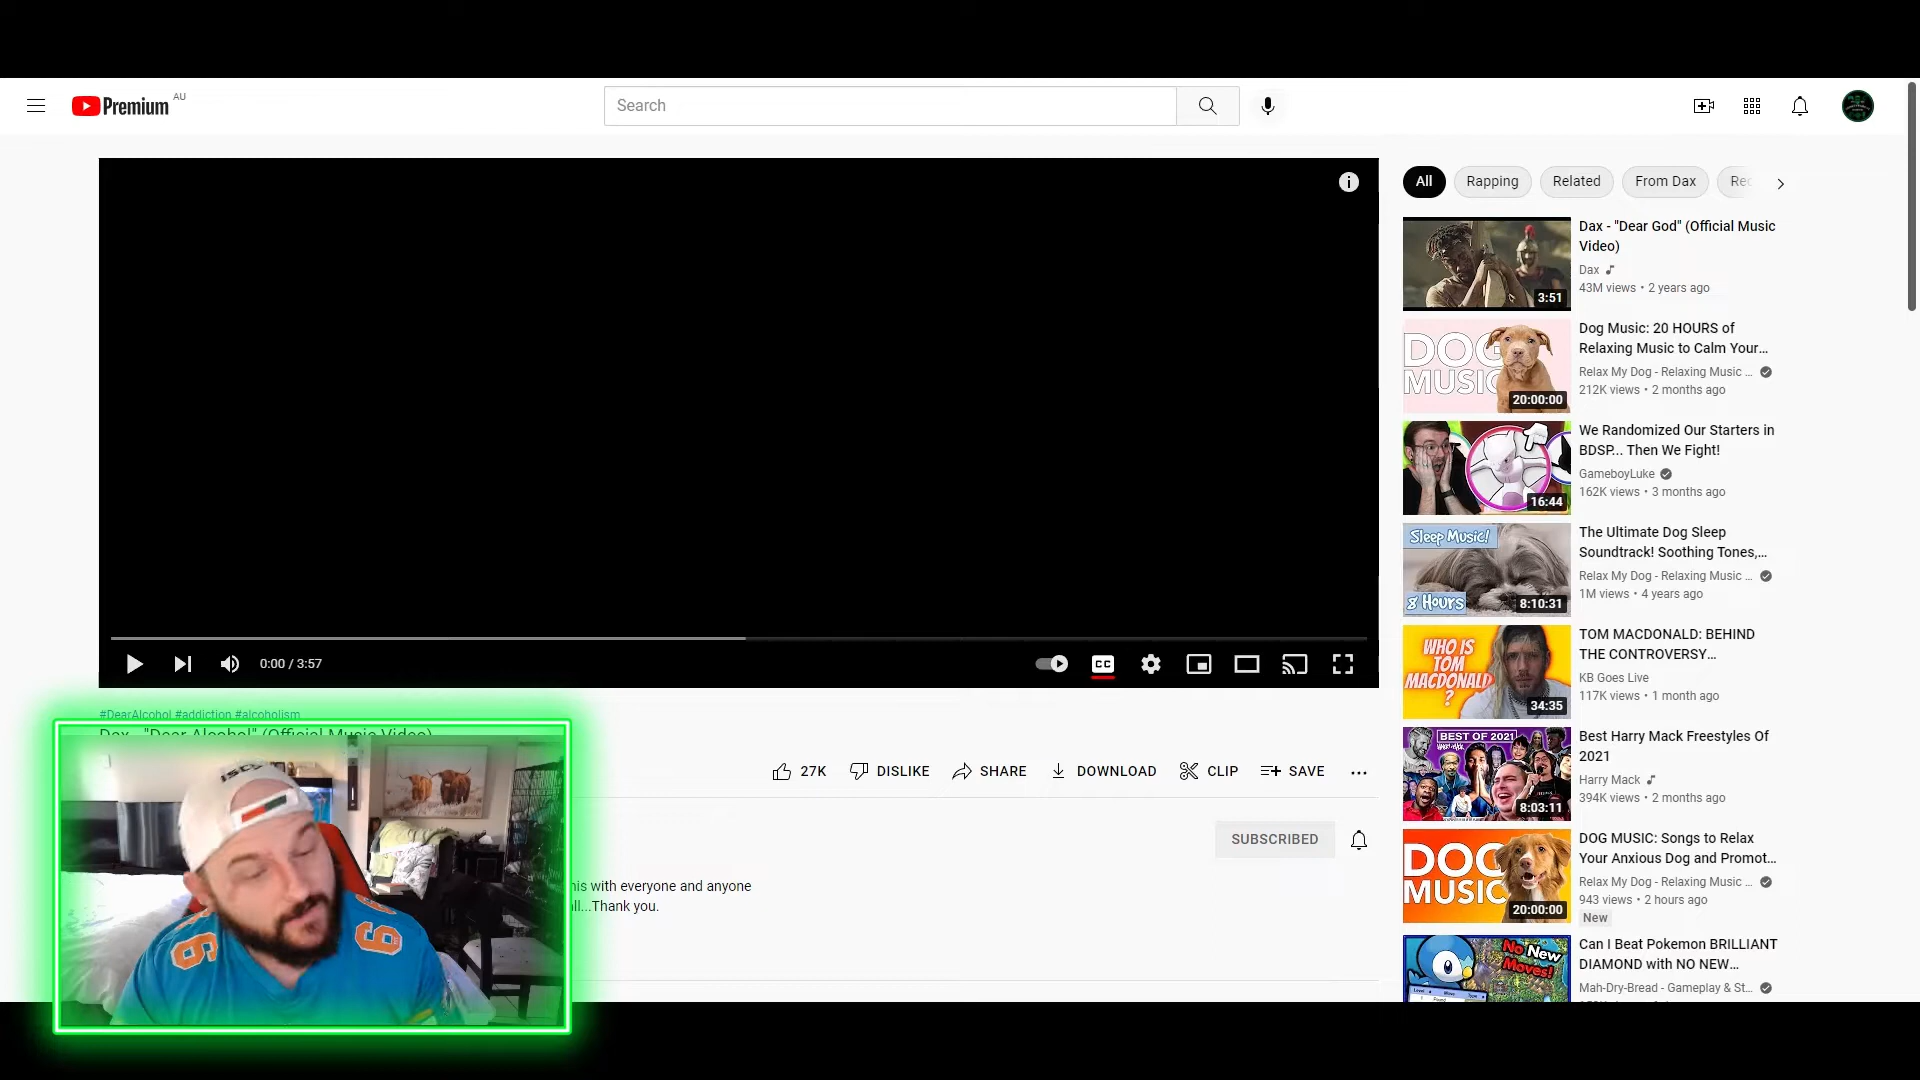 Premium AU
Search
All Rapping Related From Dax
0:00 / 3:57
CC
#DearAlcohol #addiction #alcoholism
Dax - "Dear Alcohol" (Official Music Video)
27K DISLIKE SHARE DOWNLOAD CLIP SAVE
SUBSCRIBED
with everyone and anyone
Thank you.
3:51
Dax - "Dear God" (Official Music
Video)
Dax
43M views • 2 years ago
DOG
MUSIC
20:00:00
Dog Music: 20 HOURS of
Relaxing Music to Calm Your...
Relax My Dog - Relaxing Music ...
212K views • 2 months ago
16:44
We Randomized Our Starters in
BDSP... Then We Fight!
GameboyLuke
162K views • 3 months ago
Sleep Music!
8 Hours
8:10:31
The Ultimate Dog Sleep
Soundtrack! Soothing Tones,...
Relax My Dog - Relaxing Music ...
1M views • 4 years ago
WHO IS
TOM
MACDONALD
?
34:35
TOM MACDONALD: BEHIND
THE CONTROVERSY...
KB Goes Live
117K views • 1 month ago
BEST OF 2021
8:03:11
Best Harry Mack Freestyles Of
2021
Harry Mack
394K views • 2 months ago
DOG
MUSIC
20:00:00
DOG MUSIC: Songs to Relax
Your Anxious Dog and Promot...
Relax My Dog - Relaxing Music ...
943 views • 2 hours ago
New
No New
Moves!
Can I Beat Pokemon BRILLIANT
DIAMOND with NO NEW...
Mah-Dry-Bread - Gameplay & St...